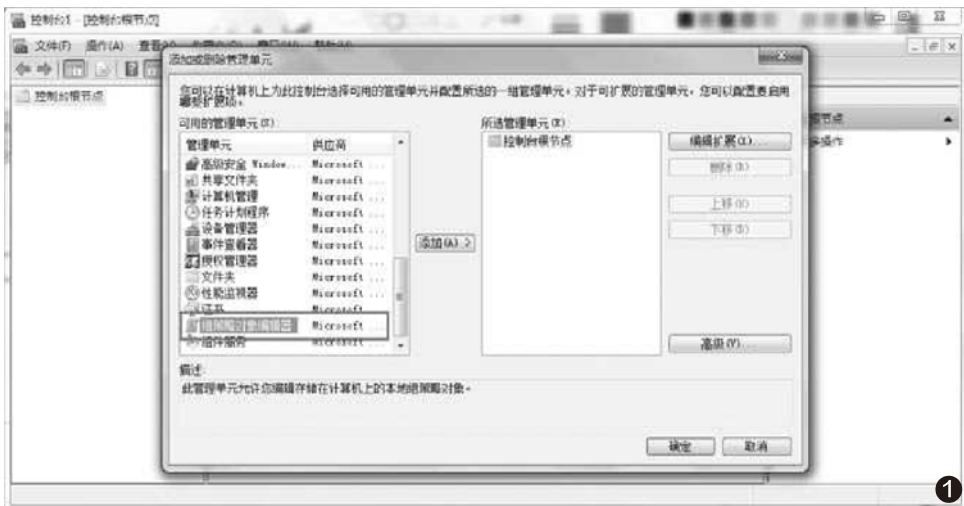 控制台1 - [控制台根节点]
文件(F) 操作(A)
控制台根节点
添加或删除管理单元
您可以在计算机上为此控制台选择可用的管理单元并配置所选的一组管理单元。对于可扩展的管理单元，您可以配置要启用
哪些扩展项。
可用的管理单元(S):
所选管理单元(E):
管理单元 供应商
高级安全 Window... Microsoft ...
共享文件夹 Microsoft ...
计算机管理 Microsoft ...
任务计划程序 Microsoft ...
设备管理器 Microsoft ...
事件查看器 Microsoft ...
授权管理器 Microsoft ...
文件夹 Microsoft ...
性能监视器 Microsoft ...
证书 Microsoft ...
组策略对象编辑器 Microsoft ...
组件服务 Microsoft ...
添加(A) >
控制台根节点
编辑扩展(X)...
删除(R)
上移(U)
下移(D)
高级(V)...
描述:
此管理单元允许您编辑存储在计算机上的本地组策略对象。
确定 取消
1